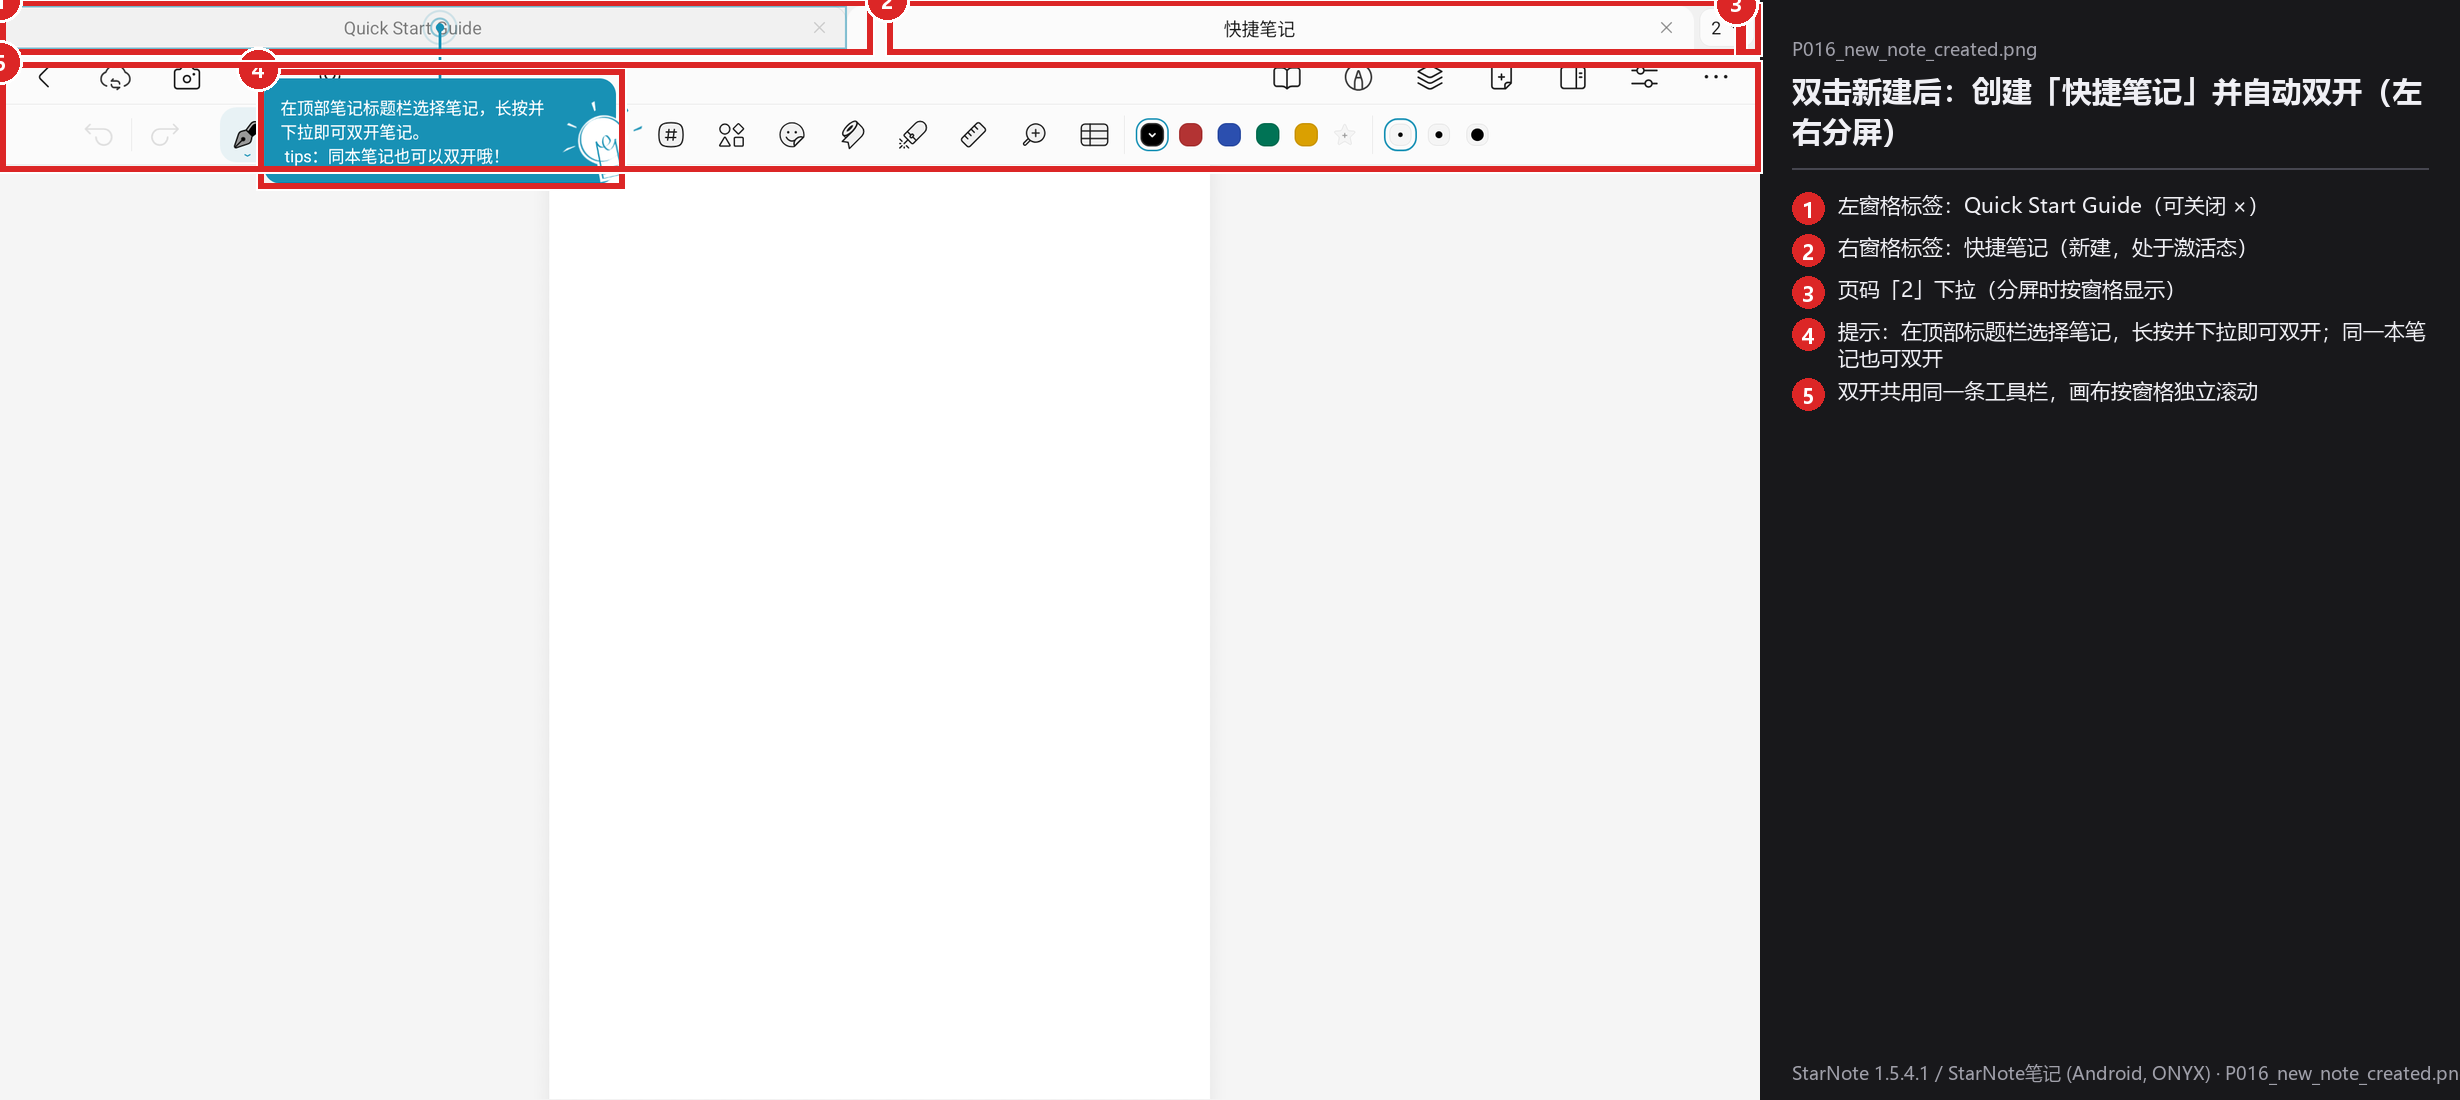 Quick Start Guide
2
快捷笔记
3
2
5
4
在顶部笔记标题栏选择笔记，长按并
下拉即可双开笔记。
tips：同本笔记也可以双开哦！
P016_new_note_created.png
双击新建后：创建「快捷笔记」并自动双开（左
右分屏）
1 左窗格标签：Quick Start Guide（可关闭 ×）
2 右窗格标签：快捷笔记（新建，处于激活态）
3 页码「2」下拉（分屏时按窗格显示）
4 提示：在顶部标题栏选择笔记，长按并下拉即可双开；同一本笔
记也可双开
5 双开共用同一条工具栏，画布按窗格独立滚动
StarNote 1.5.4.1 / StarNote笔记 (Android, ONYX) · P016_new_note_created.pn